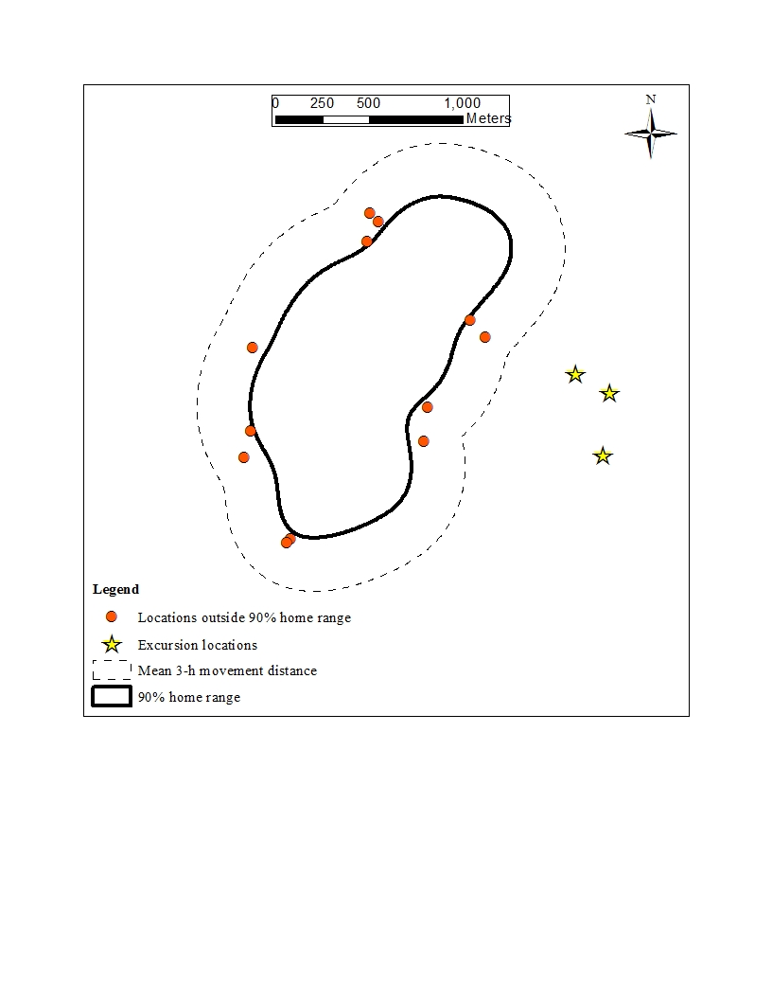 0 250 500 1,000
Meters
N
Legend
Locations outside 90% home range
Excursion locations
Mean 3-h movement distance
90% home range